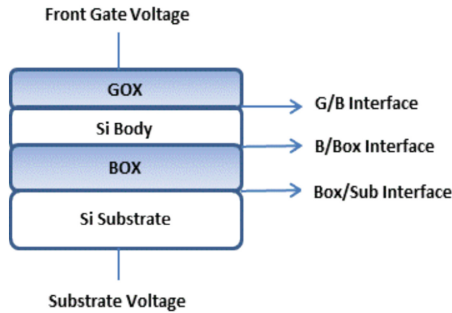 Front Gate Voltage
GOX
G/B Interface
Si Body
B/Box Interface
BOX
Box/Sub Interface
Si Substrate
Substrate Voltage